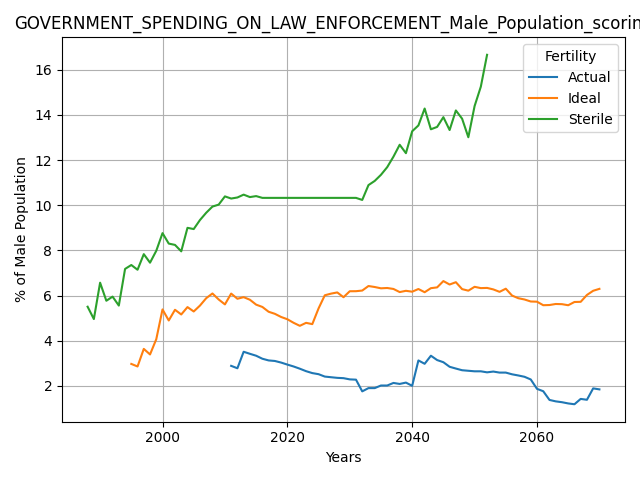 GOVERNMENT_SPENDING_ON_LAW_ENFORCEMENT_Male_Population_scorin
Fertility
Actual
Ideal
Sterile
% of Male Population
16
14
12
10
8
6
4
2
2000
2020
2040
2060
Years